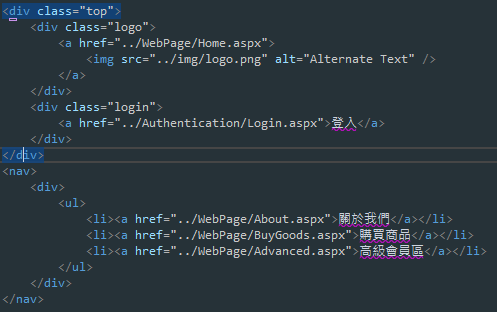 <div class="top">
    <div class="logo">
        <a href="../WebPage/Home.aspx">
            <img src="../img/logo.png" alt="Alternate Text" />
        </a>
    </div>
    <div class="login">
        <a href="../Authentication/Login.aspx">登入</a>
    </div>
</div>
<nav>
    <div>
        <ul>
            <li><a href="../WebPage/About.aspx">關於我們</a></li>
            <li><a href="../WebPage/BuyGoods.aspx">購買商品</a></li>
            <li><a href="../WebPage/Advanced.aspx">高級會員區</a></li>
        </ul>
    </div>
</nav>